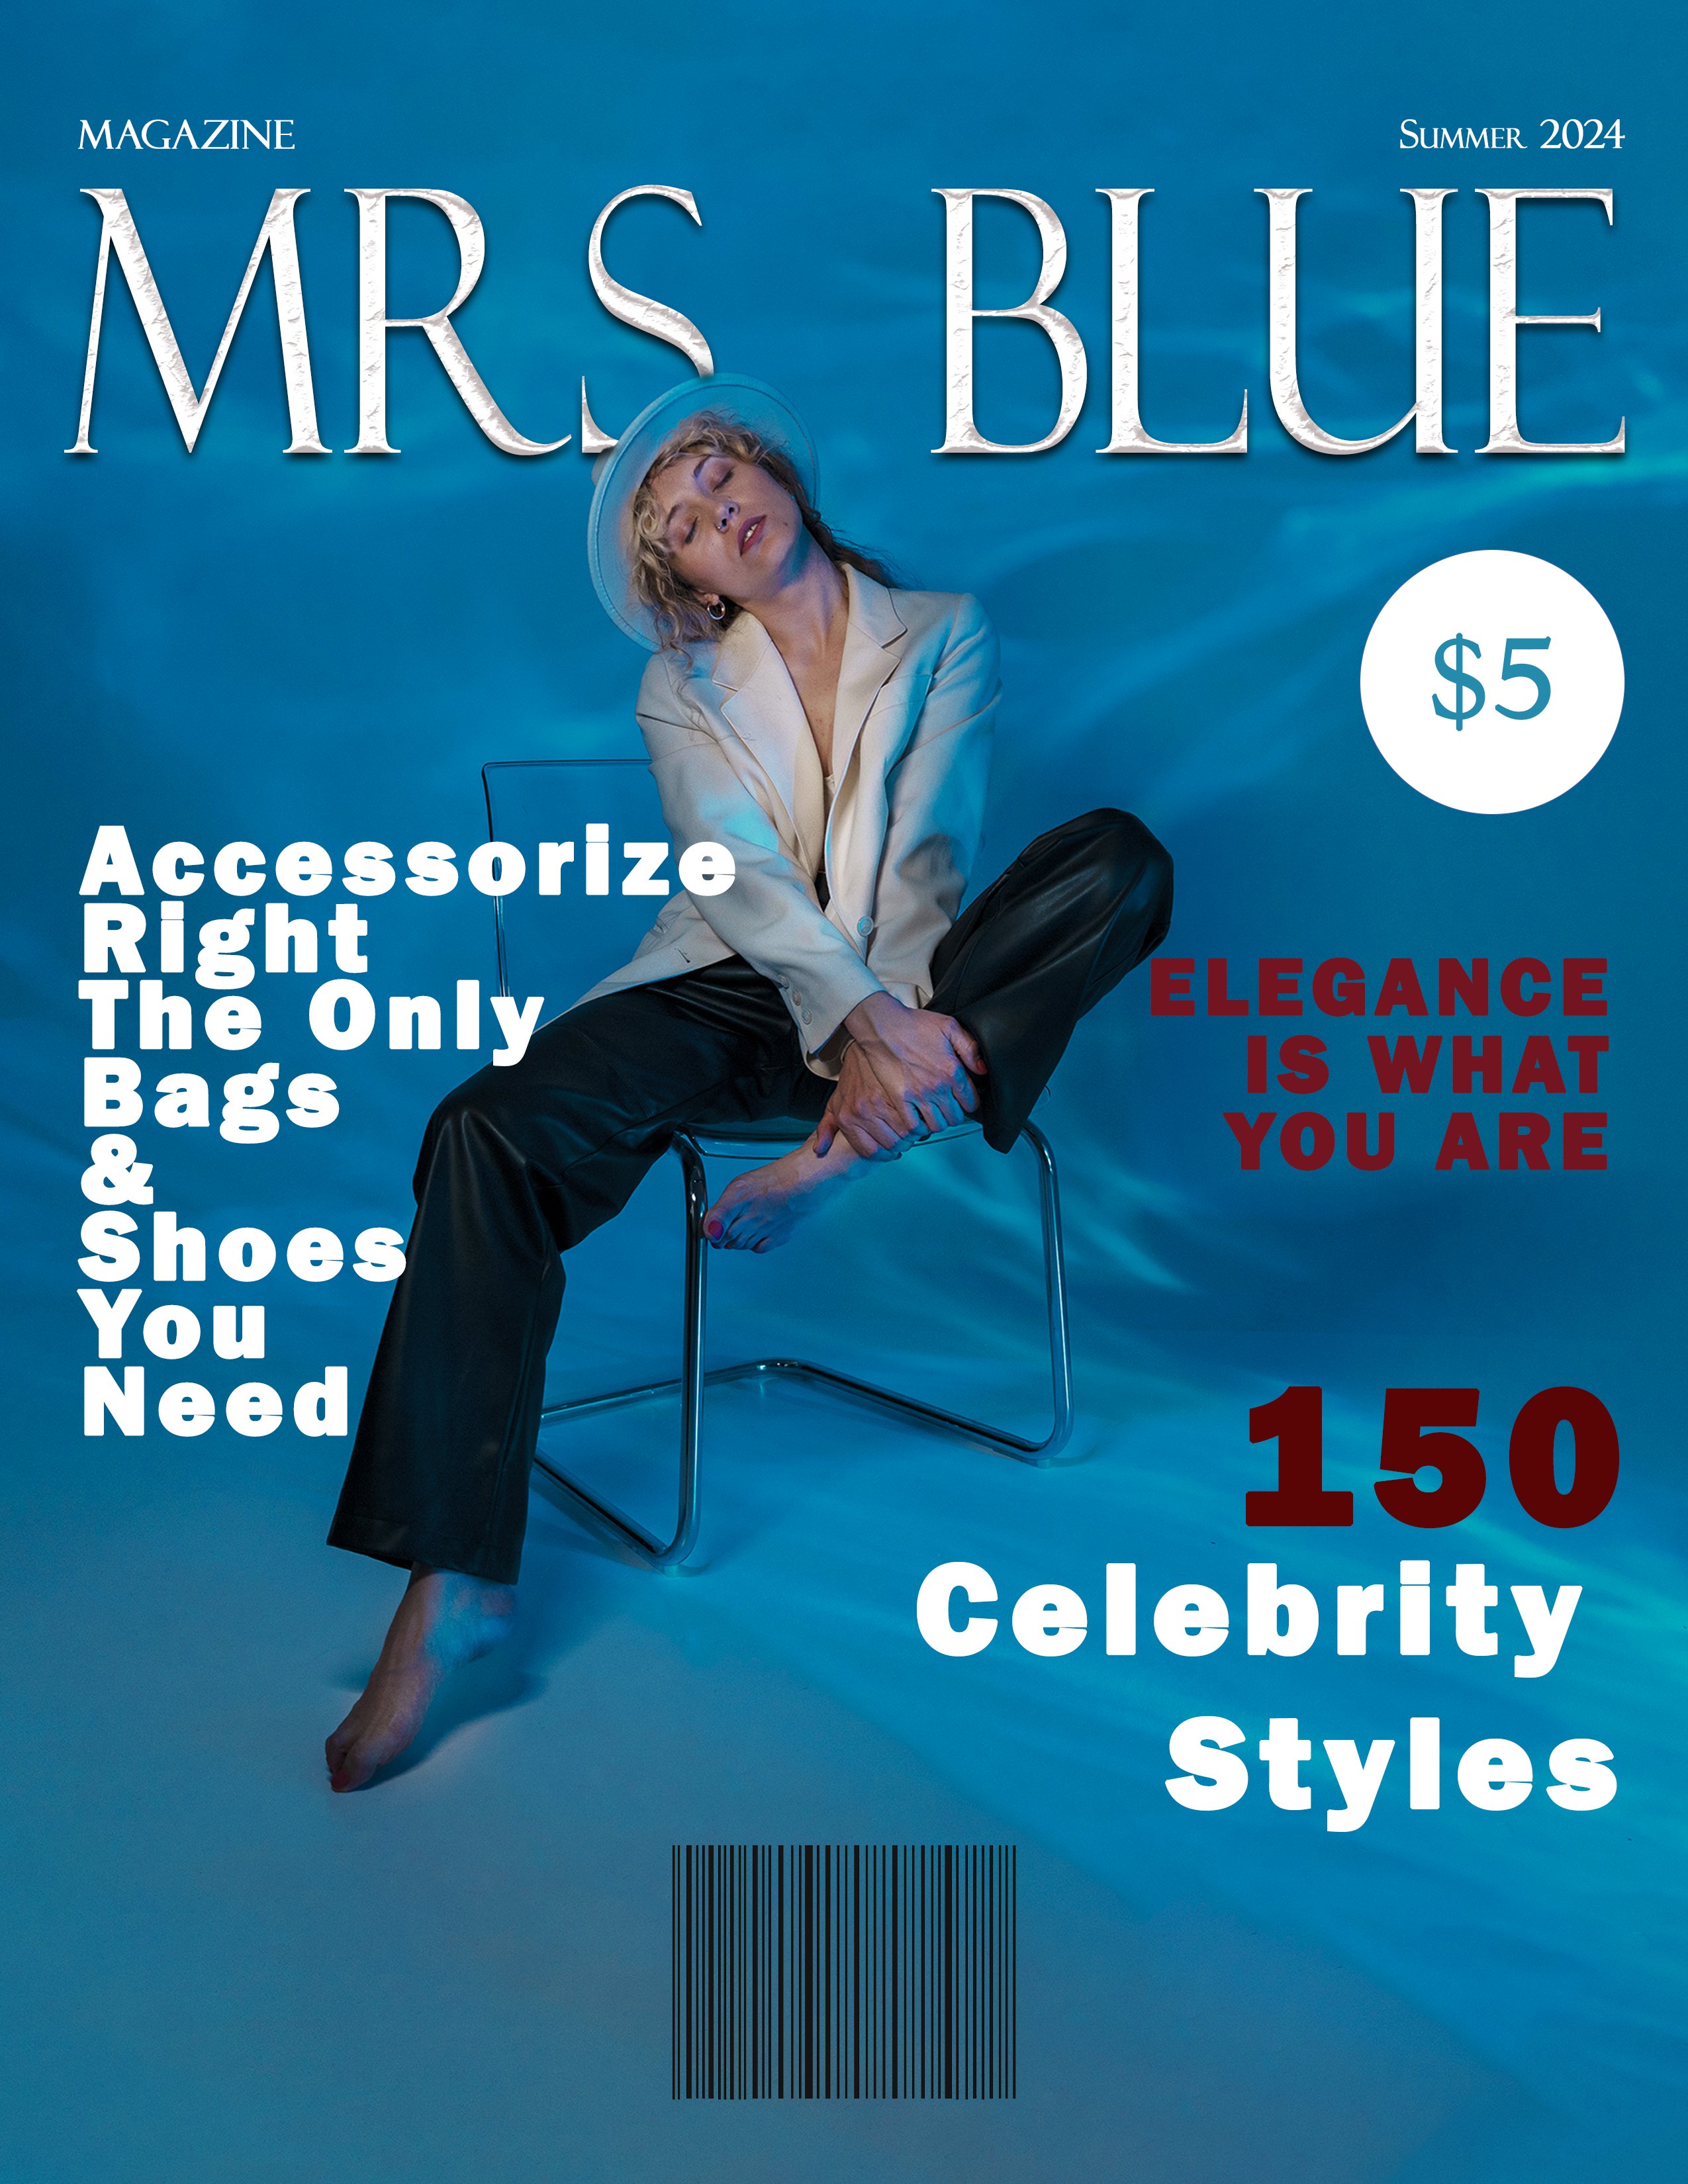 MAGAZINE
SUMMER 2024
MRS BLUE
$5
Accessorize
Right
The Only
Bags
&
Shoes
You
Need
ELEGANCE
IS WHAT
YOU ARE
150
Celebrity
Styles